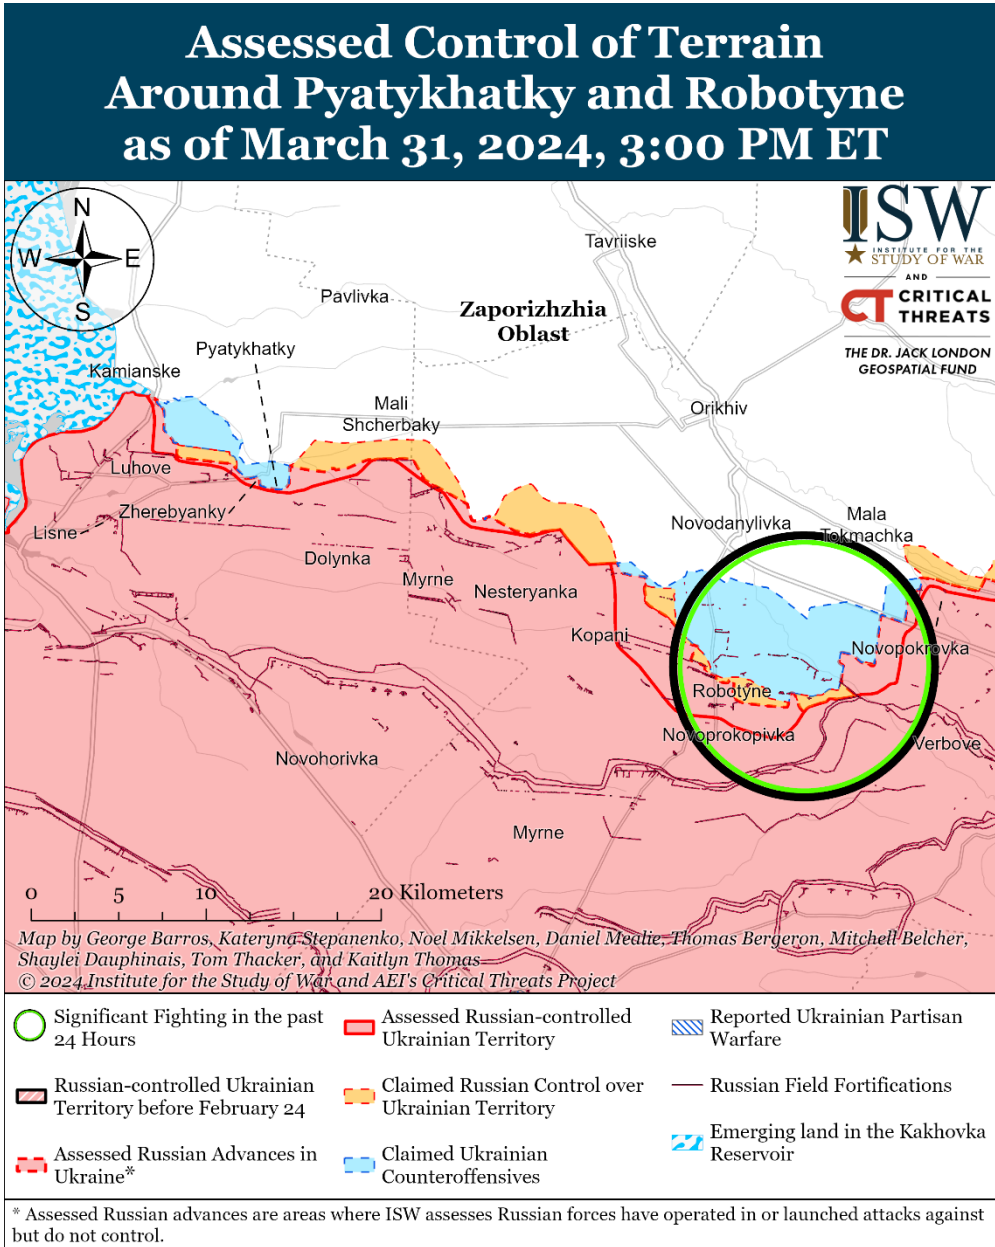 Assessed Control of Terrain
Around Pyatykhatky and Robotyne
as of March 31, 2024, 3:00 PM ET
N
W
E
S
ISW
INSTITUTE FOR THE
STUDY OF WAR
AND
CT CRITICAL
THREATS
THE DR. JACK LONDON
GEOSPATIAL FUND
Tavriiske
Pavlivka
Zaporizhzhia
Oblast
Pyatykhatky
Kamianske
Mali
Shcherbaky
Orikhiv
Luhove
Zherebyanky
Lisne
Novodanylivka
Mala
Tokmachka
Dolynka
Myrne
Nesteryanka
Kopani
Novopokrovka
Robotyne
Novoprokopivka
Verbove
Novohorivka
Myrne
0 5 10 20 Kilometers
Map by George Barros, Kateryna Stepanenko, Noel Mikkelsen, Daniel Mealie, Thomas Bergeron, Mitchell Belcher,
Shaylei Dauphinais, Tom Thacker, and Kaitlyn Thomas
© 2024 Institute for the Study of War and AEI's Critical Threats Project
Significant Fighting in the past
24 Hours
Russian-controlled Ukrainian
Territory before February 24
Assessed Russian Advances in
Ukraine*
Assessed Russian-controlled
Ukrainian Territory
Claimed Russian Control over
Ukrainian Territory
Claimed Ukrainian
Counteroffensives
Reported Ukrainian Partisan
Warfare
Russian Field Fortifications
Emerging land in the Kakhovka
Reservoir
* Assessed Russian advances are areas where ISW assesses Russian forces have operated in or launched attacks against
but do not control.